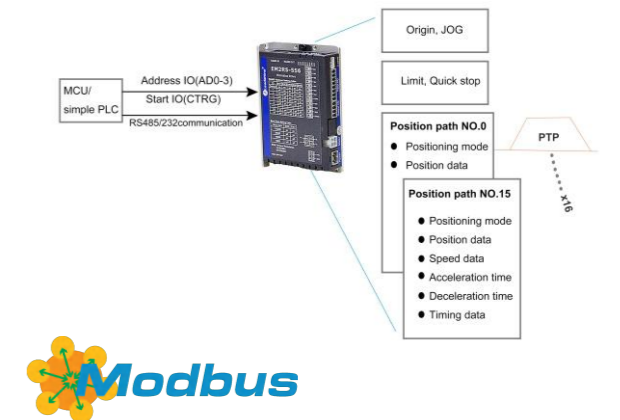 Origin, JOG
Limit, Quick stop
MCU/
simple PLC
Address IO(AD0-3)
Start IO(CTRG)
RS485/232communication
EM2RS-556
Position path NO.0
● Positioning mode
● Position data
PTP
x16
Position path NO.15
● Positioning mode
● Position data
● Speed data
● Acceleration time
● Deceleration time
● Timing data
Modbus